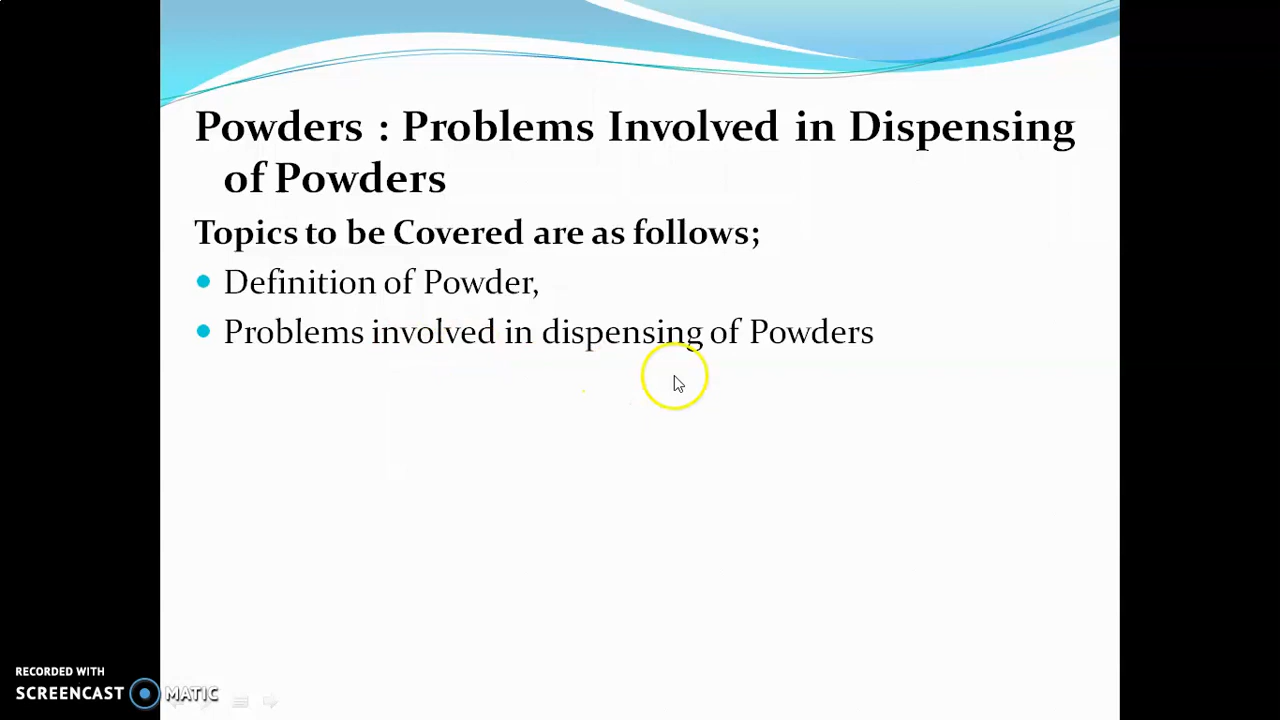 Powders : Problems Involved in Dispensing
of Powders
Topics to be Covered are as follows;
• Definition of Powder,
• Problems involved in dispensing of Powders
RECORDED WITH
SCREENCAST MATIC